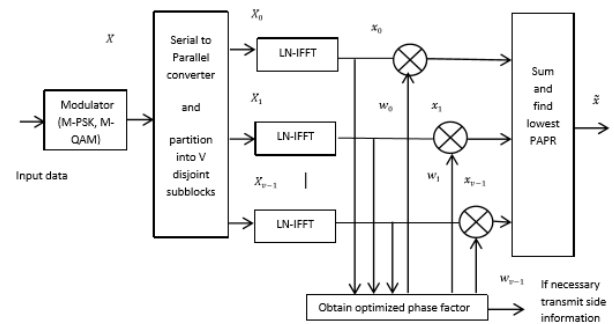 X
Modulator
(M-PSK, M-
QAM)
Input data
Serial to
Parallel
converter
and
partition
into V
disjoint
subblocks
X₀
LN-IFFT
x₀
X₁
LN-IFFT
w₀
x₁
Xᵥ₋₁
LN-IFFT
w₁
xᵥ₋₁
Sum
and
find
lowest
PAPR
x̃
wᵥ₋₁
Obtain optimized phase factor
If necessary
transmit side
information